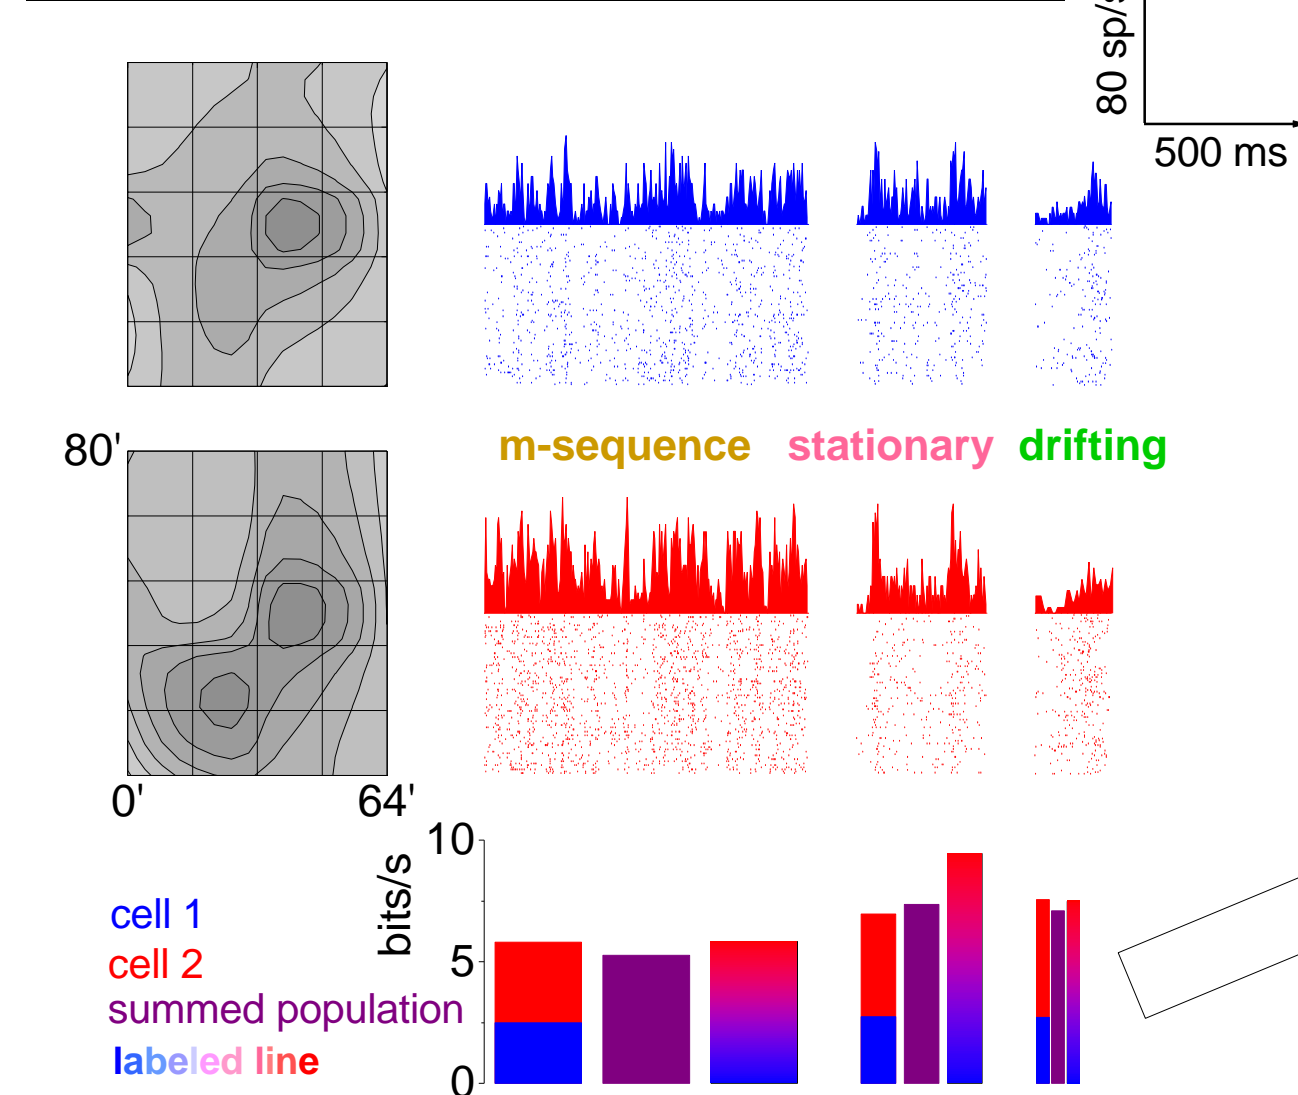 80 sp/s
500 ms
80'
m-sequence stationary drifting
0' 64'
10
5
0
bits/s
cell 1
cell 2
summed population
labeled line